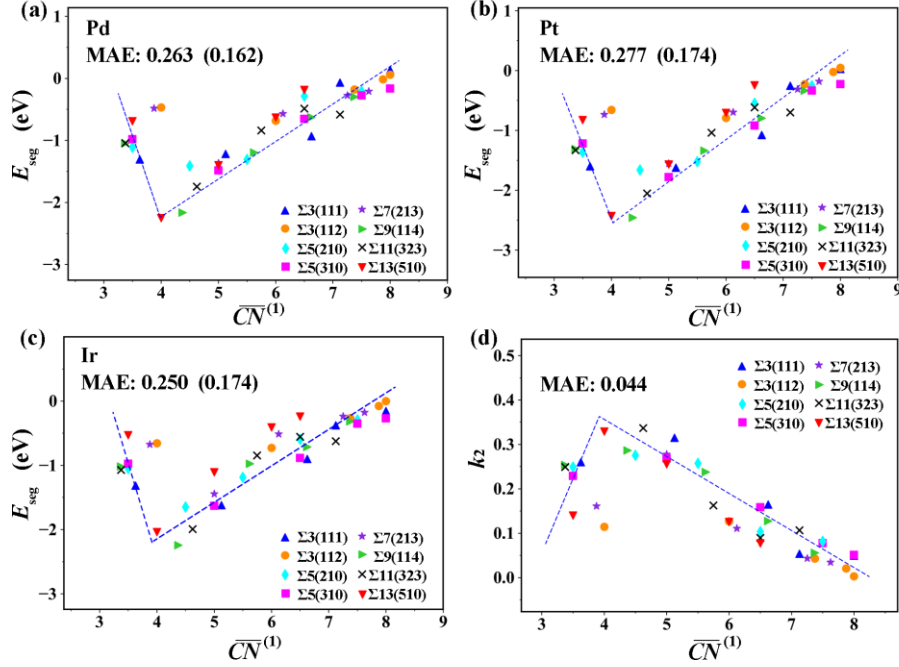 (a)
Pd
MAE: 0.263 (0.162)
E_seg (eV)
1
0
−1
−2
−3
3
4
5
6
7
8
9
Σ3(111)
Σ7(213)
Σ3(112)
Σ9(114)
Σ5(210)
Σ11(323)
Σ5(310)
Σ13(510)
CN̅⁽¹⁾
(b)
Pt
MAE: 0.277 (0.174)
E_seg (eV)
1
0
−1
−2
−3
3
4
5
6
7
8
9
Σ3(111)
Σ7(213)
Σ3(112)
Σ9(114)
Σ5(210)
Σ11(323)
Σ5(310)
Σ13(510)
CN̅⁽¹⁾
(c)
Ir
MAE: 0.250 (0.174)
E_seg (eV)
1
0
−1
−2
−3
3
4
5
6
7
8
9
Σ3(111)
Σ7(213)
Σ3(112)
Σ9(114)
Σ5(210)
Σ11(323)
Σ5(310)
Σ13(510)
CN̅⁽¹⁾
(d)
MAE: 0.044
k₂
0.5
0.4
0.3
0.2
0.1
0.0
3
4
5
6
7
8
9
Σ3(111)
Σ7(213)
Σ3(112)
Σ9(114)
Σ5(210)
Σ11(323)
Σ5(310)
Σ13(510)
CN̅⁽¹⁾